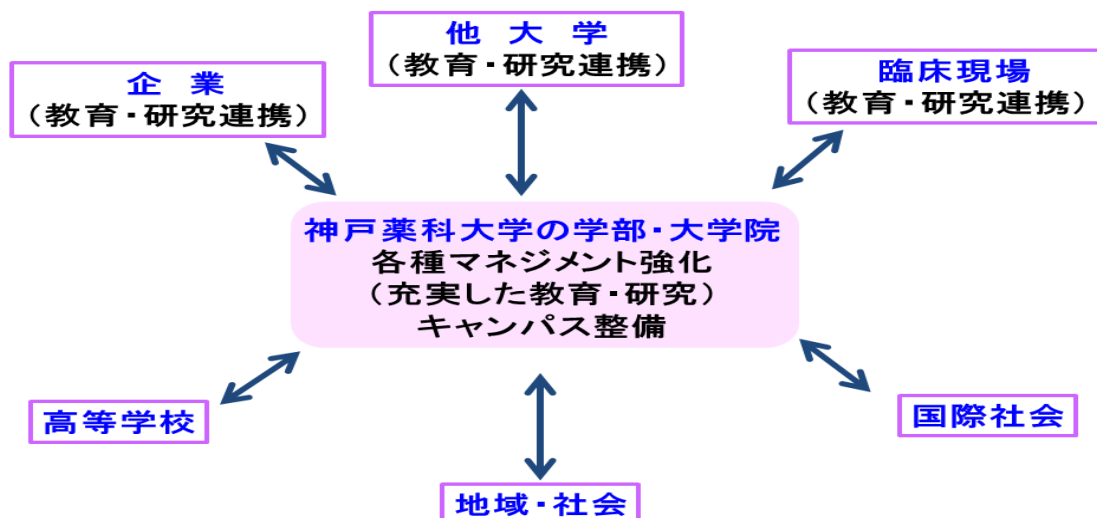 他 大 学
(教育・研究連携)
企 業
(教育・研究連携)
臨床現場
(教育・研究連携)
神戸薬科大学の学部・大学院
各種マネジメント強化
(充実した教育・研究)
キャンパス整備
高等学校
国際社会
地域・社会